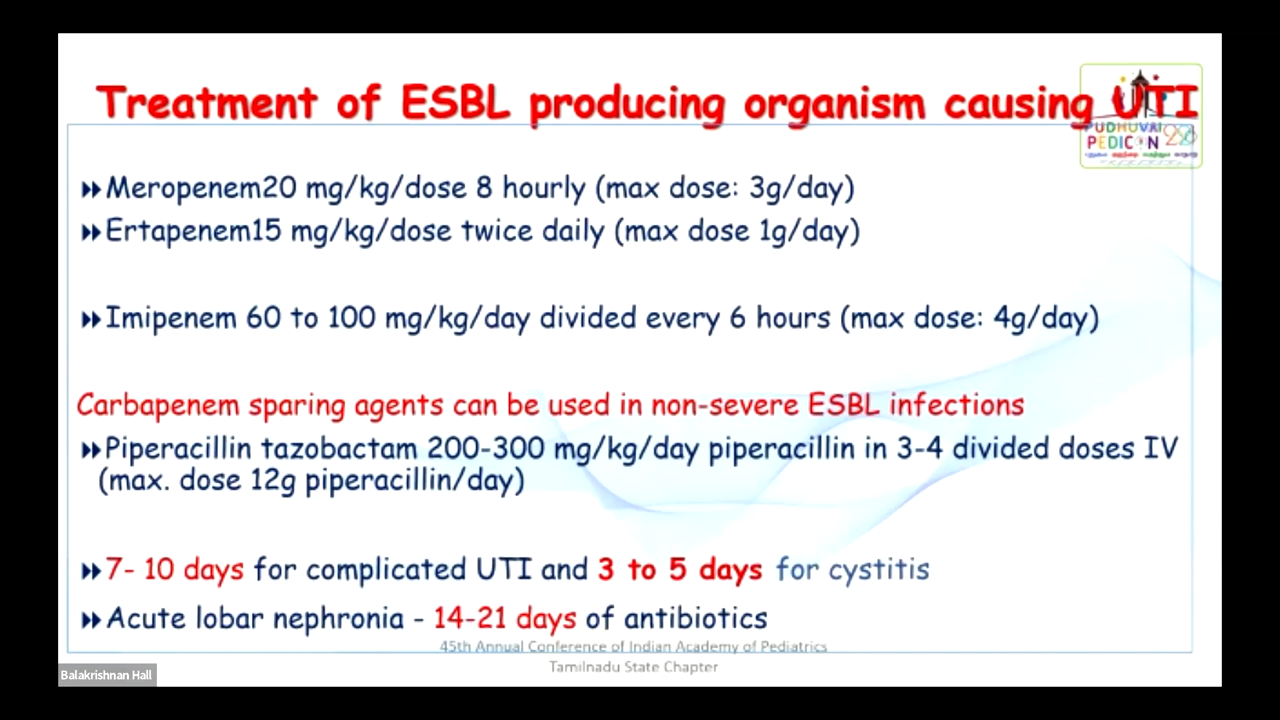 Treatment of ESBL producing organism causing UTI
PUDHUVAI
PEDICON
Meropenem20 mg/kg/dose 8 hourly (max dose: 3g/day)
Ertapenem15 mg/kg/dose twice daily (max dose 1g/day)
Imipenem 60 to 100 mg/kg/day divided every 6 hours (max dose: 4g/day)
Carbapenem sparing agents can be used in non-severe ESBL infections
Piperacillin tazobactam 200-300 mg/kg/day piperacillin in 3-4 divided doses IV
(max. dose 12g piperacillin/day)
7- 10 days for complicated UTI and 3 to 5 days for cystitis
Acute lobar nephronia - 14-21 days of antibiotics
45th Annual Conference of Indian Academy of Pediatrics
Tamilnadu State Chapter
Balakrishnan Hall